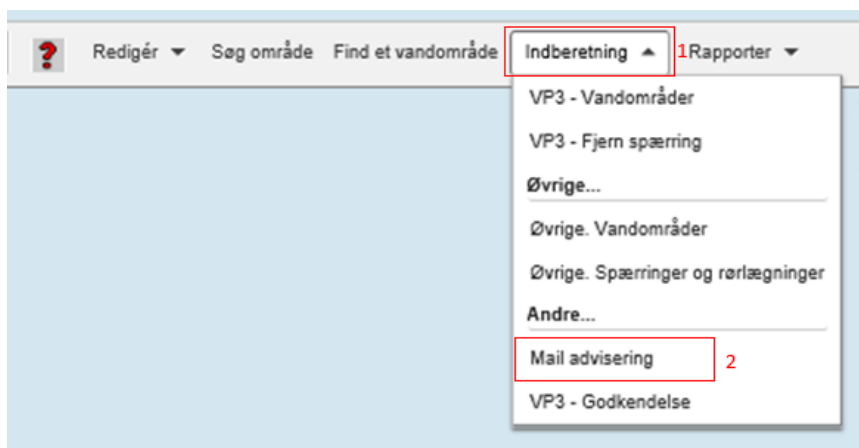 ? Redigér Søg område Find et vandområde Indberetning 1 Rapporter
VP3 - Vandområder
VP3 - Fjern spærring
Øvrige...
Øvrige. Vandområder
Øvrige. Spærringer og rørlægninger
Andre...
Mail advisering 2
VP3 - Godkendelse